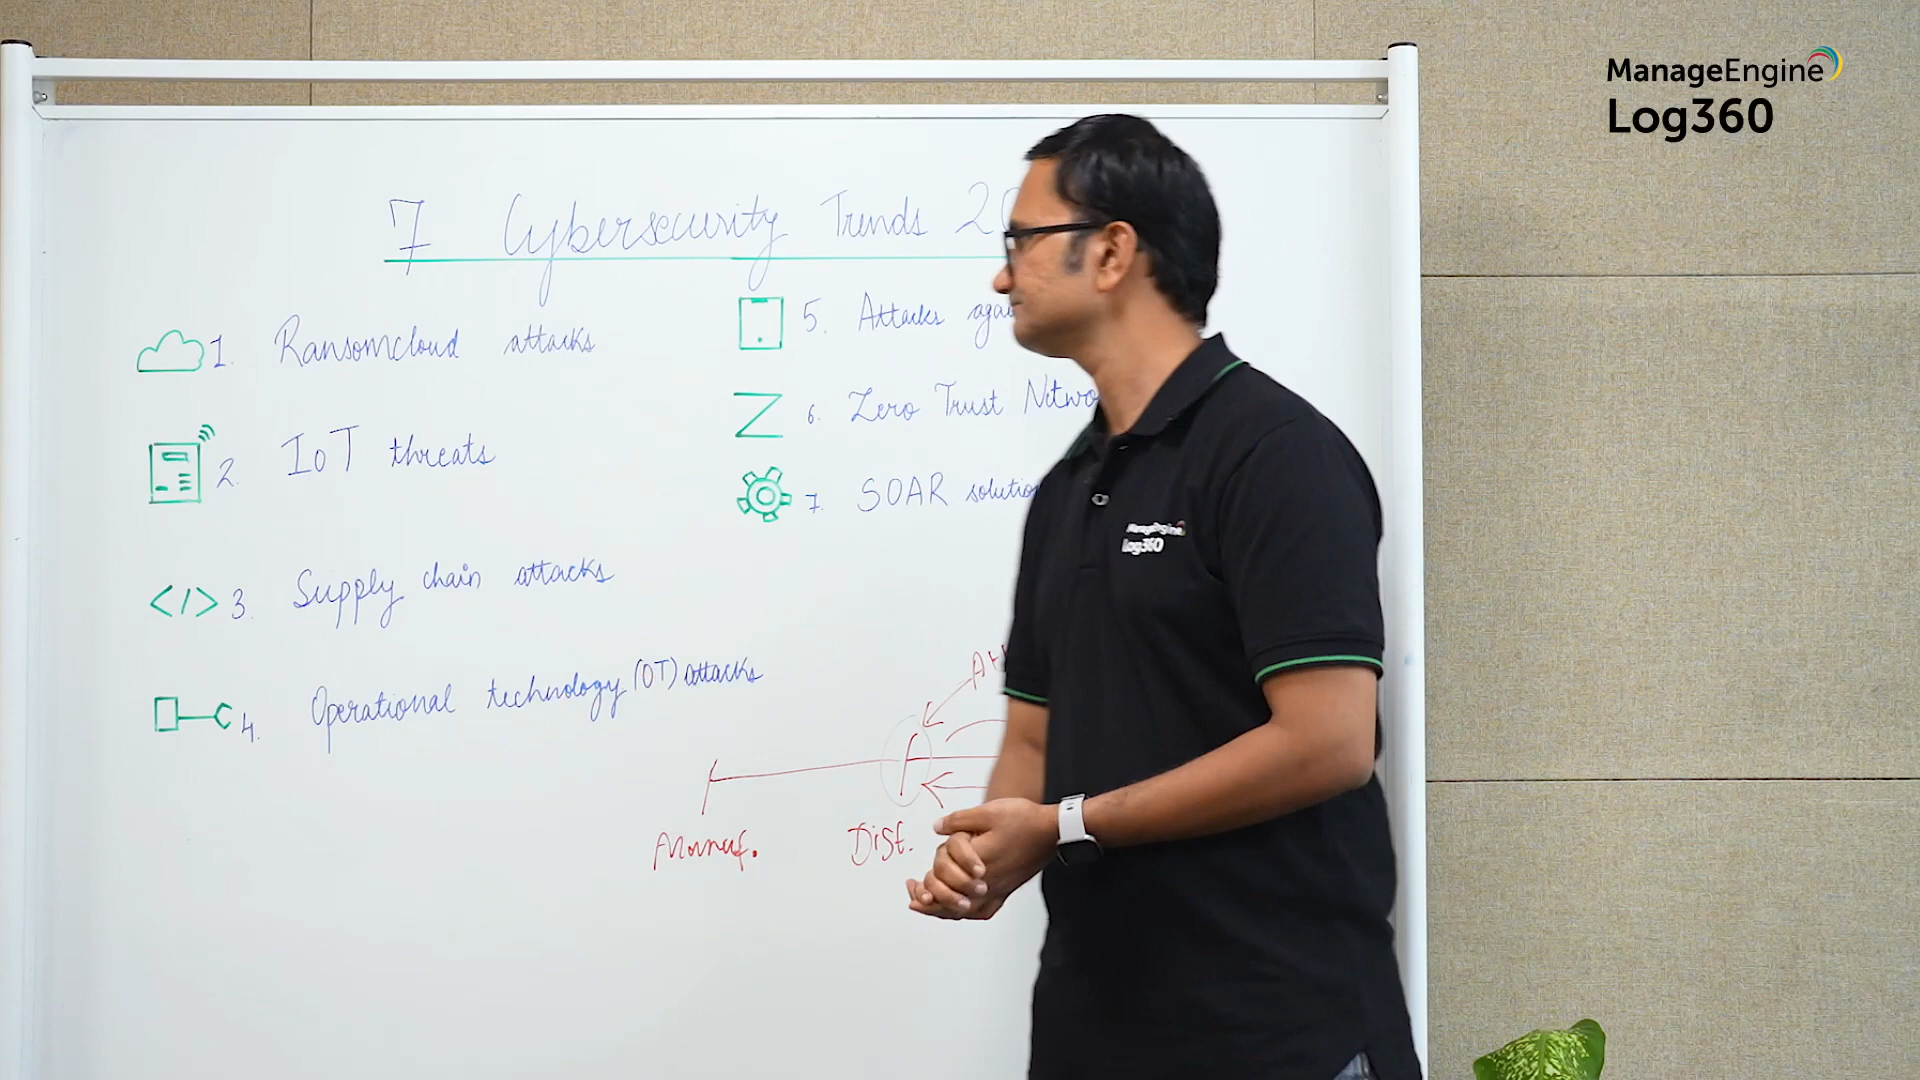 ManageEngine
Log360
7 Cybersecurity Trends
1. Ransomcloud attacks
2. IoT threats
3. Supply chain attacks
4. Operational technology (OT) attacks
5. Attacks
6. Zero Trust
7. SOAR
Manuf.
Dist.
ManageEngine
Log360